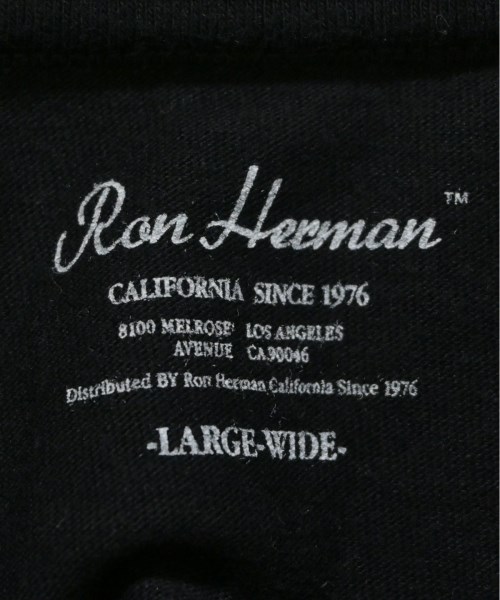 Ron Herman™
CALIFORNIA SINCE 1976
8100 MELROSE LOS ANGELES
AVENUE CA90046
Distributed BY Ron Herman California Since 1976
-LARGE-WIDE-